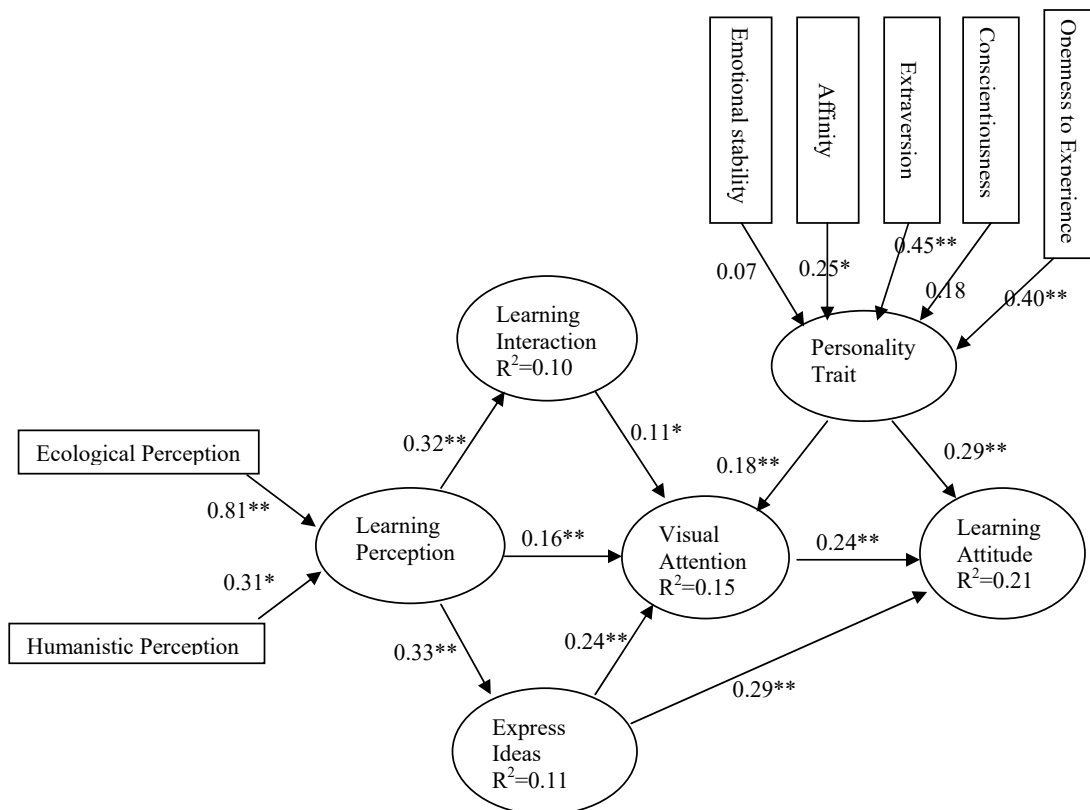 Emotional stability
Affinity
Extraversion
Conscientiousness
Openness to Experience
0.07
0.25*
0.45**
0.18
0.40**
Learning
Interaction
R²=0.10
Personality
Trait
Ecological Perception
0.81**
0.32**
0.11*
0.18**
0.29**
Learning
Perception
0.16**
Visual
Attention
R²=0.15
0.24**
Learning
Attitude
R²=0.21
0.31*
Humanistic Perception
0.33**
0.24**
0.29**
Express
Ideas
R²=0.11